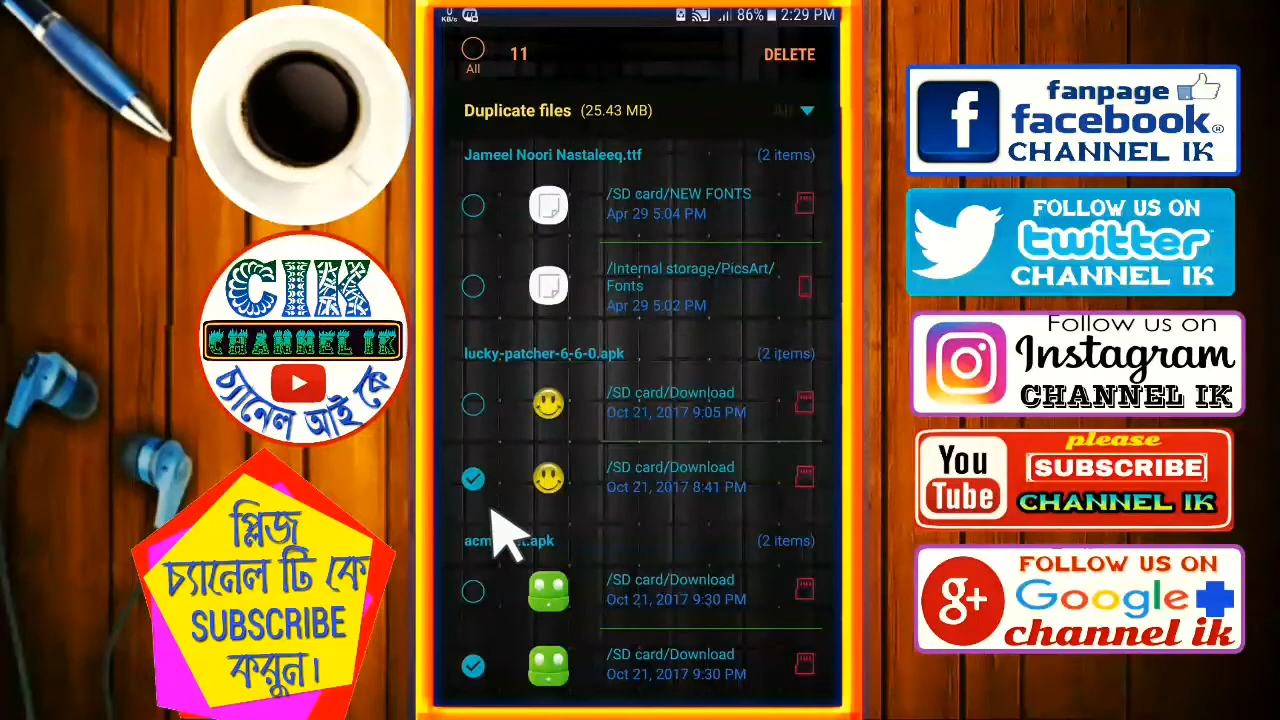 0
KB/s
86% 2:29 PM
All
11
DELETE
Duplicate files (25.43 MB)
All
Jameel Noori Nastaleeq.ttf (2 items)
/SD card/NEW FONTS
Apr 29 5:04 PM
/Internal storage/PicsArt/
Fonts
Apr 29 5:02 PM
lucky-patcher-6-6-0.apk (2 items)
/SD card/Download
Oct 21, 2017 9:05 PM
/SD card/Download
Oct 21, 2017 8:41 PM
(2 items)
/SD card/Download
Oct 21, 2017 9:30 PM
/SD card/Download
Oct 21, 2017 9:30 PM
CIK
CHANNEL IK
চ্যানেল আই কে
প্লিজ
চ্যানেল টি কে
SUBSCRIBE
করুন।
f
fanpage
facebook®
CHANNEL IK
FOLLOW US ON
twitter™
CHANNEL IK
Follow us on
Instagram
CHANNEL IK
You
Tube
please
SUBSCRIBE
CHANNEL IK
g+
FOLLOW US ON
Google
channel ik